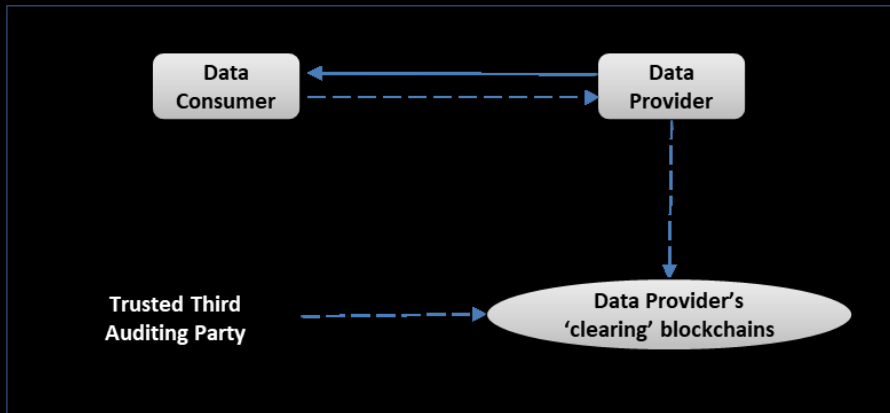 Data
Consumer
Data
Provider
Trusted Third
Auditing Party
Data Provider’s
‘clearing’ blockchains